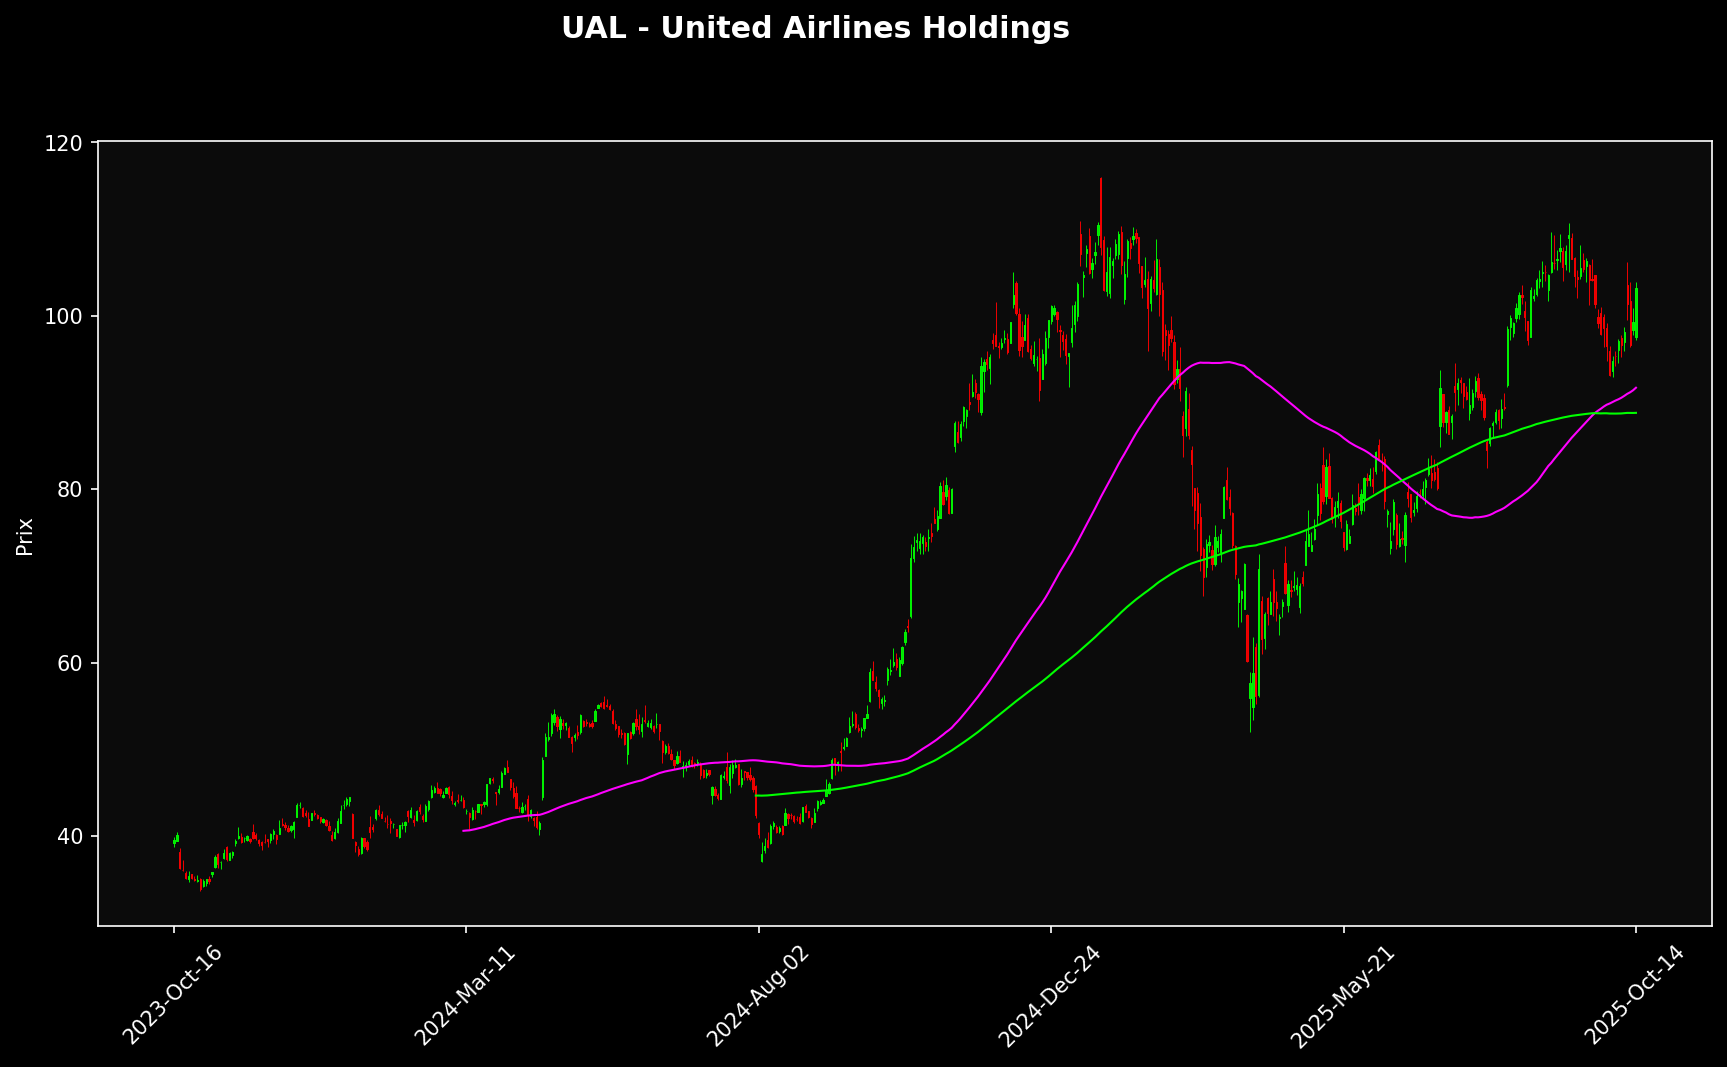 UAL - United Airlines Holdings
120
100
80
60
40
Prix
2023-Oct-16
2024-Mar-11
2024-Aug-02
2024-Dec-24
2025-May-21
2025-Oct-14